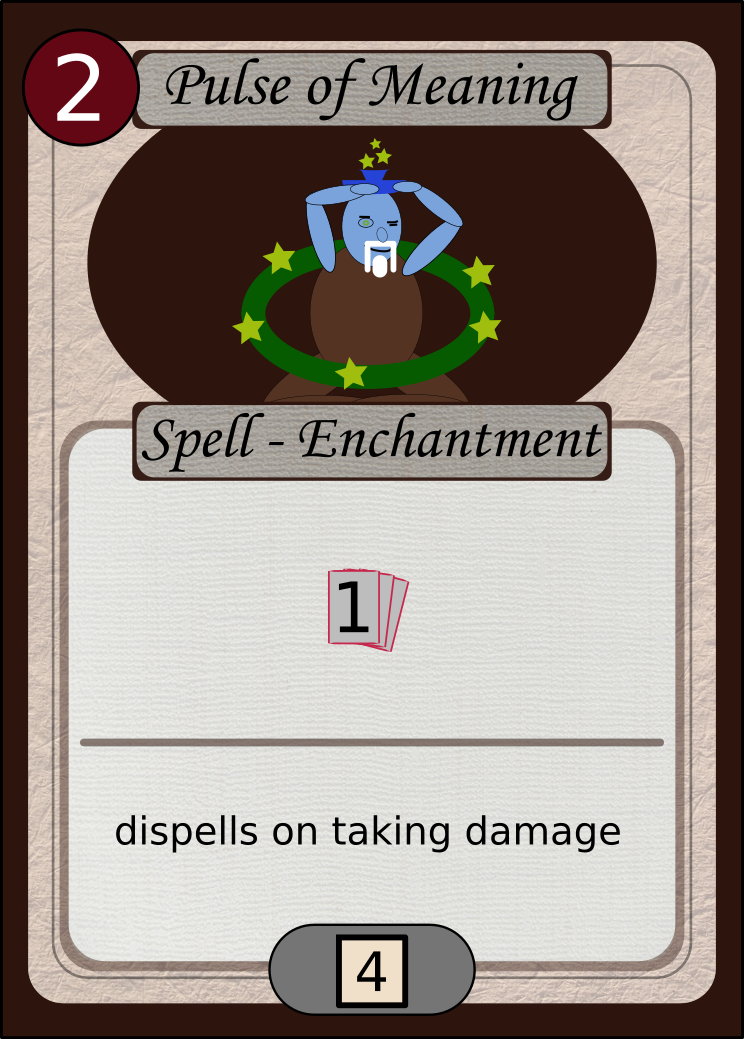 2
Pulse of Meaning
Spell - Enchantment
1
dispells on taking damage
4